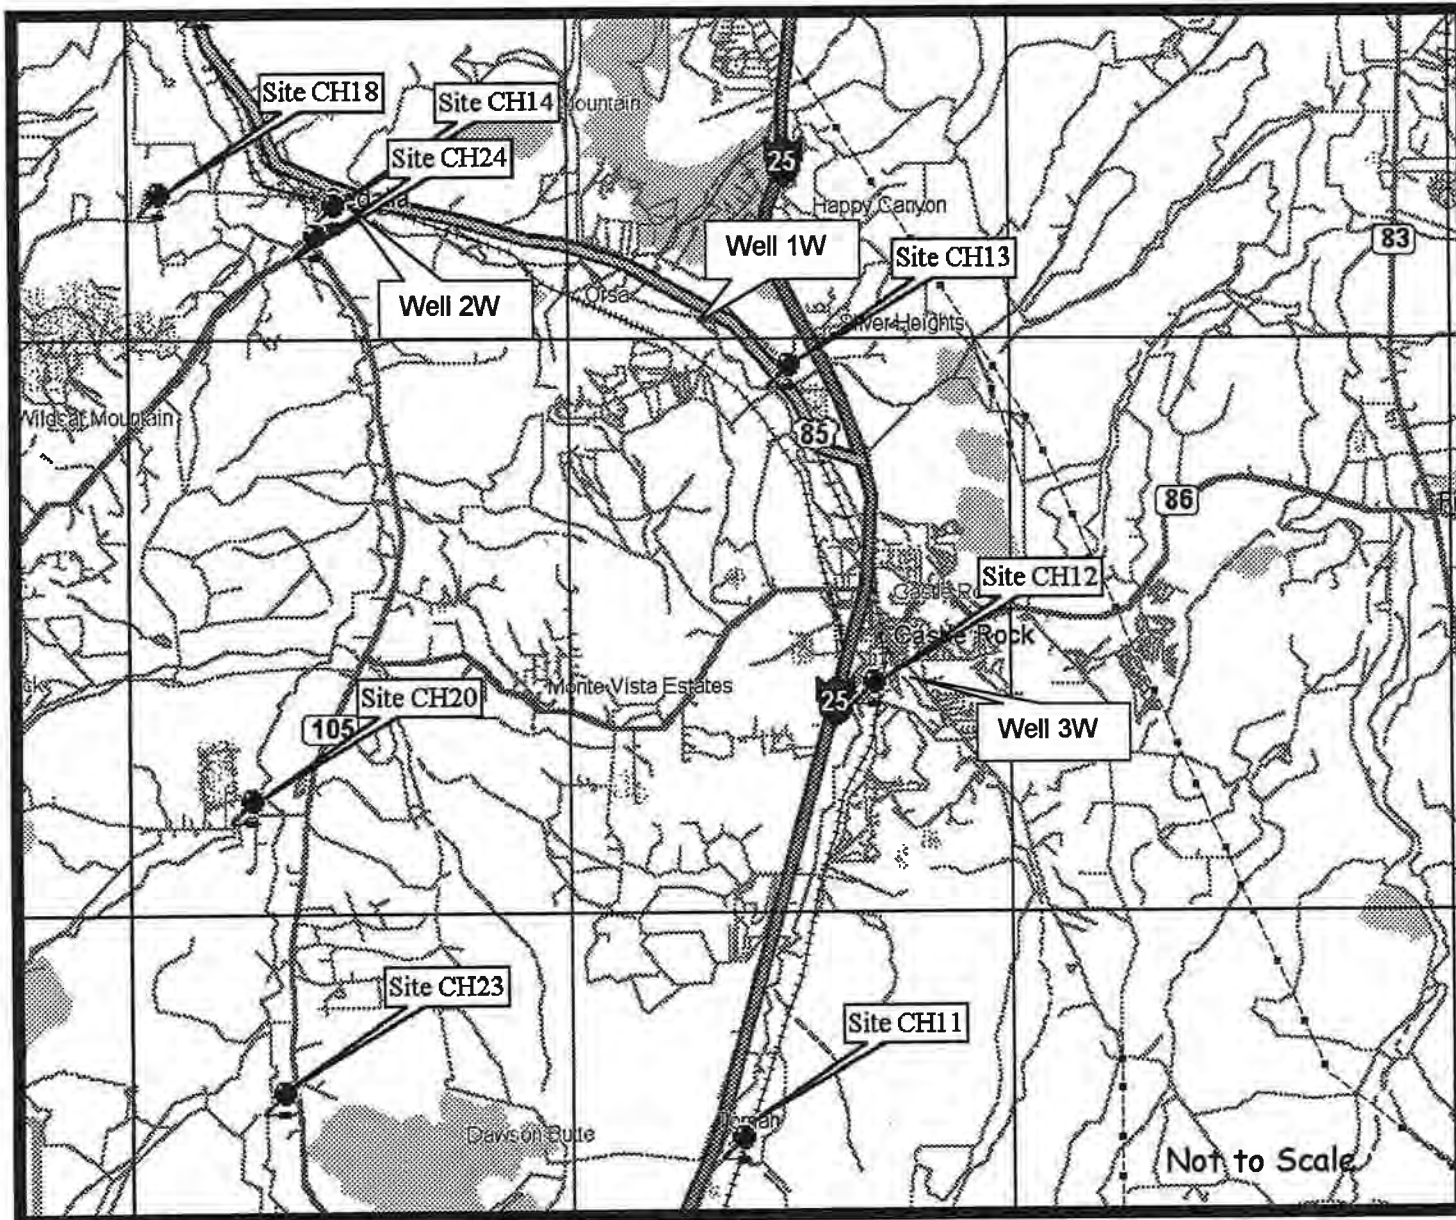 Site CH18
Site CH14
ountain
Site CH24
25
Happy Canyon
Well 1W
Site CH13
83
Well 2W
Silver Heights
Wildcat Mountain
85
86
Site CH12
Castle Rock
Monte Vista Estates
Site CH20
25
105
Well 3W
Site CH23
Site CH11
Dawson Butte
Not to Scale